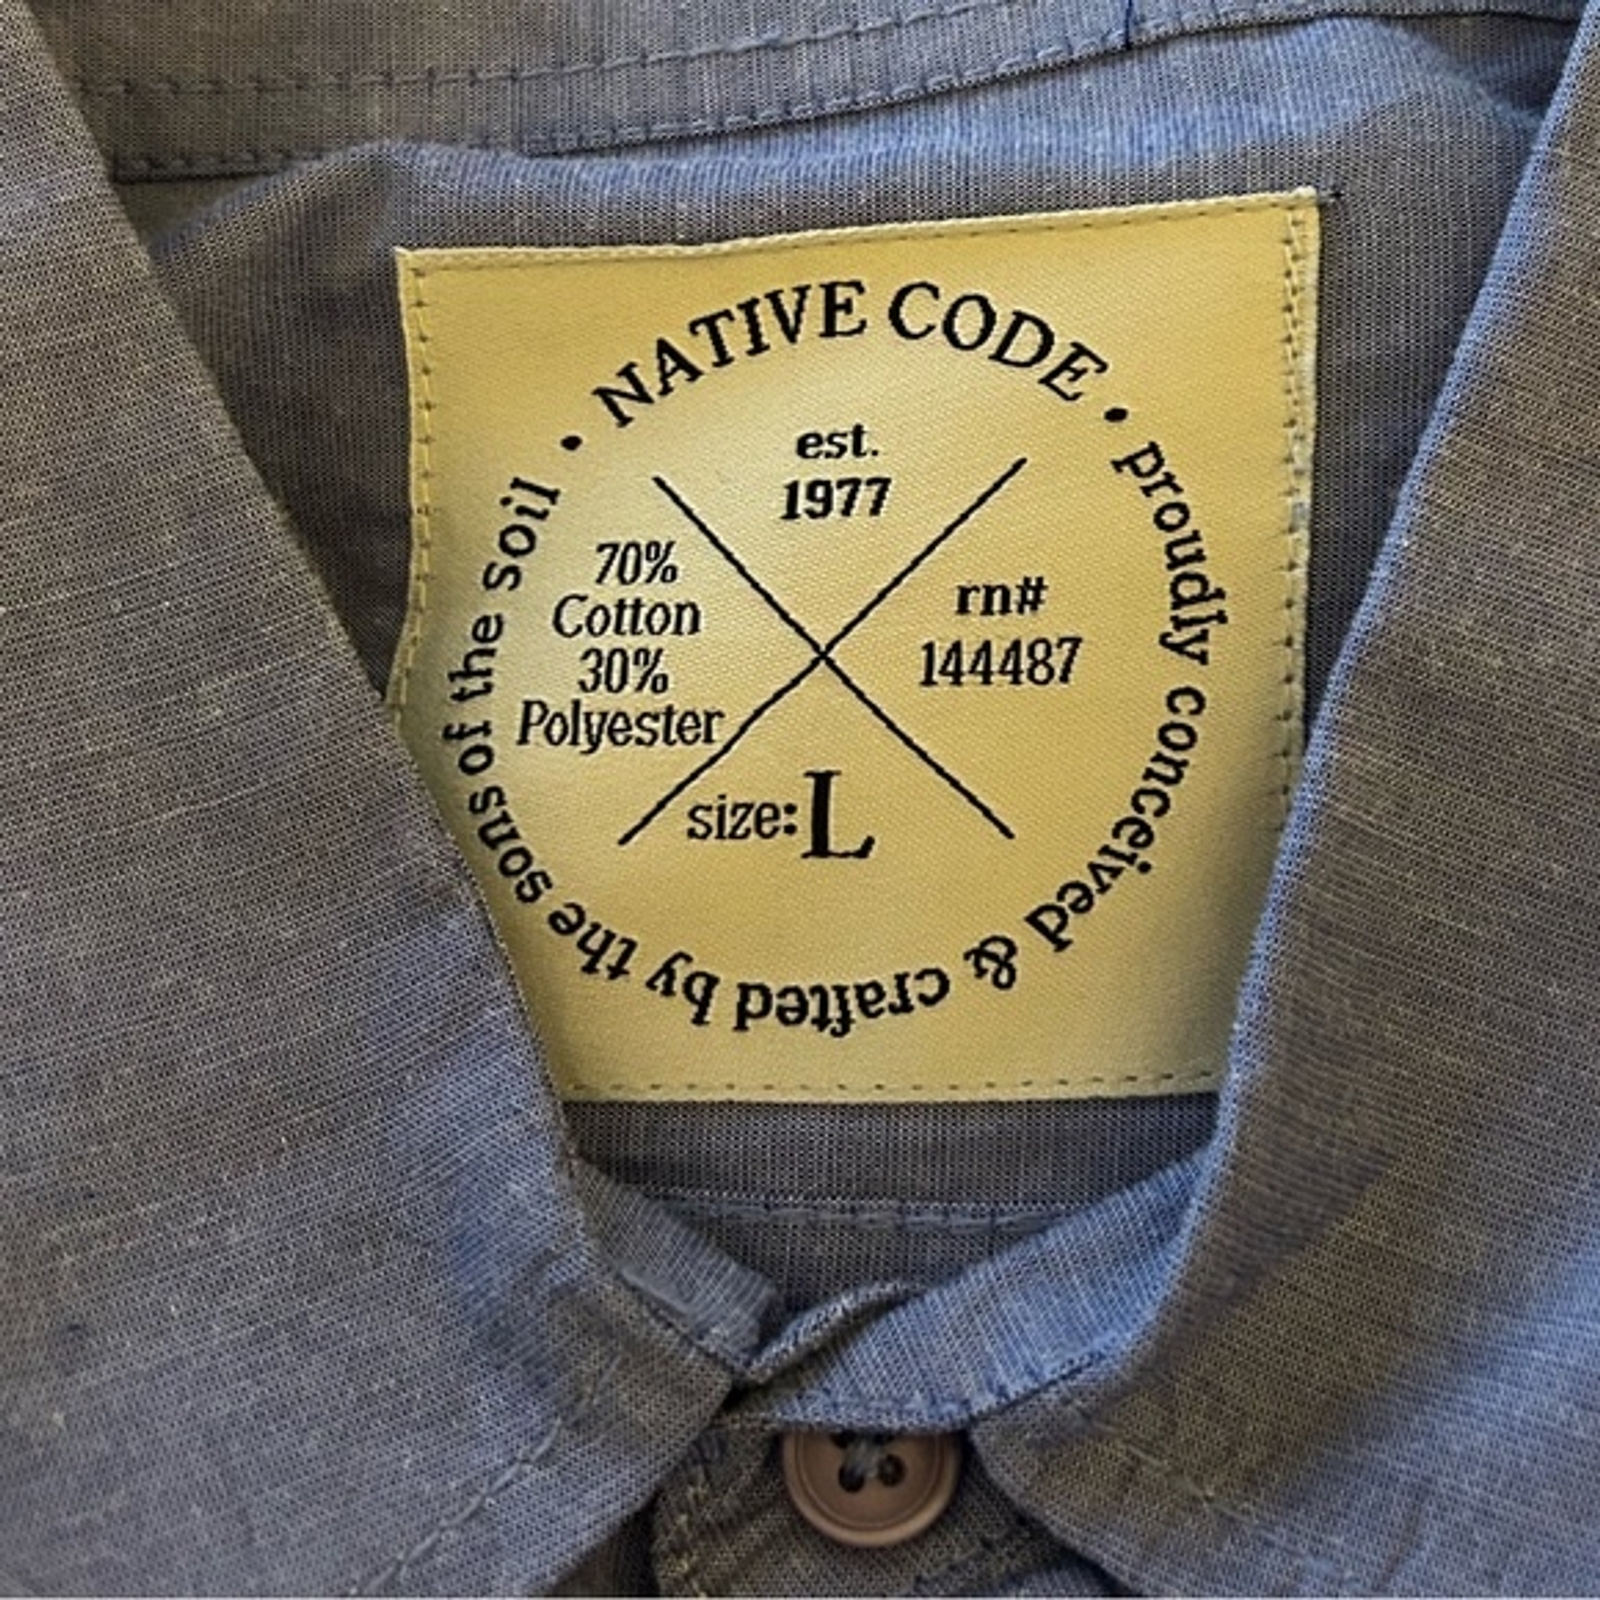 • NATIVE CODE •
proudly conceived & crafted by the sons of the soil
est.
1977
70%
Cotton
30%
Polyester
rn#
144487
size: L